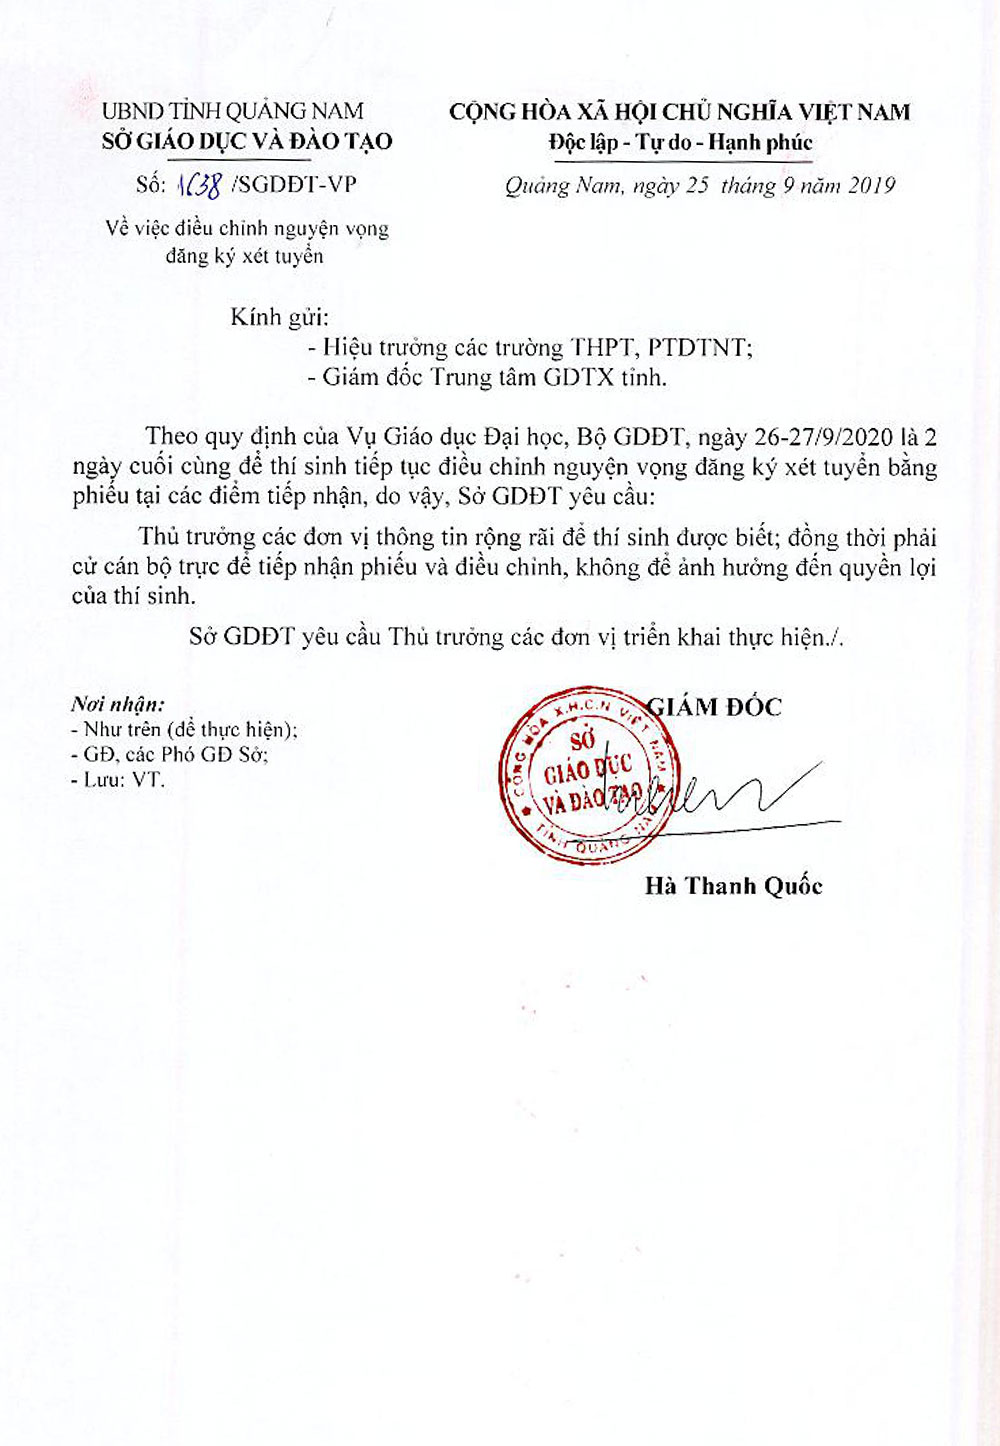 UBND TỈNH QUẢNG NAM
SỞ GIÁO DỤC VÀ ĐÀO TẠO
Số: /SGDĐT-VP
Về việc điều chỉnh nguyện vọng
đăng ký xét tuyển
CỘNG HÒA XÃ HỘI CHỦ NGHĨA VIỆT NAM
Độc lập - Tự do - Hạnh phúc
Quảng Nam, ngày 25 tháng 9 năm 2019
Kính gửi:
- Hiệu trưởng các trường THPT, PTDTNT;
- Giám đốc Trung tâm GDTX tỉnh.
Theo quy định của Vụ Giáo dục Đại học, Bộ GDĐT, ngày 26-27/9/2020 là 2
ngày cuối cùng để thí sinh tiếp tục điều chỉnh nguyện vọng đăng ký xét tuyển bằng
phiếu tại các điểm tiếp nhận, do vậy, Sở GDĐT yêu cầu:
Thủ trưởng các đơn vị thông tin rộng rãi để thí sinh được biết; đồng thời phải
cử cán bộ trực để tiếp nhận phiếu và điều chỉnh, không để ảnh hưởng đến quyền lợi
của thí sinh.
Sở GDĐT yêu cầu Thủ trưởng các đơn vị triển khai thực hiện./.
Nơi nhận:
- Như trên (để thực hiện);
- GĐ, các Phó GĐ Sở;
- Lưu: VT.
GIÁM ĐỐC
CỘNG HÒA X.H.C.N VIỆT NAM
SỞ
GIÁO DỤC
VÀ ĐÀO TẠO
TỈNH QUẢNG NAM
Hà Thanh Quốc